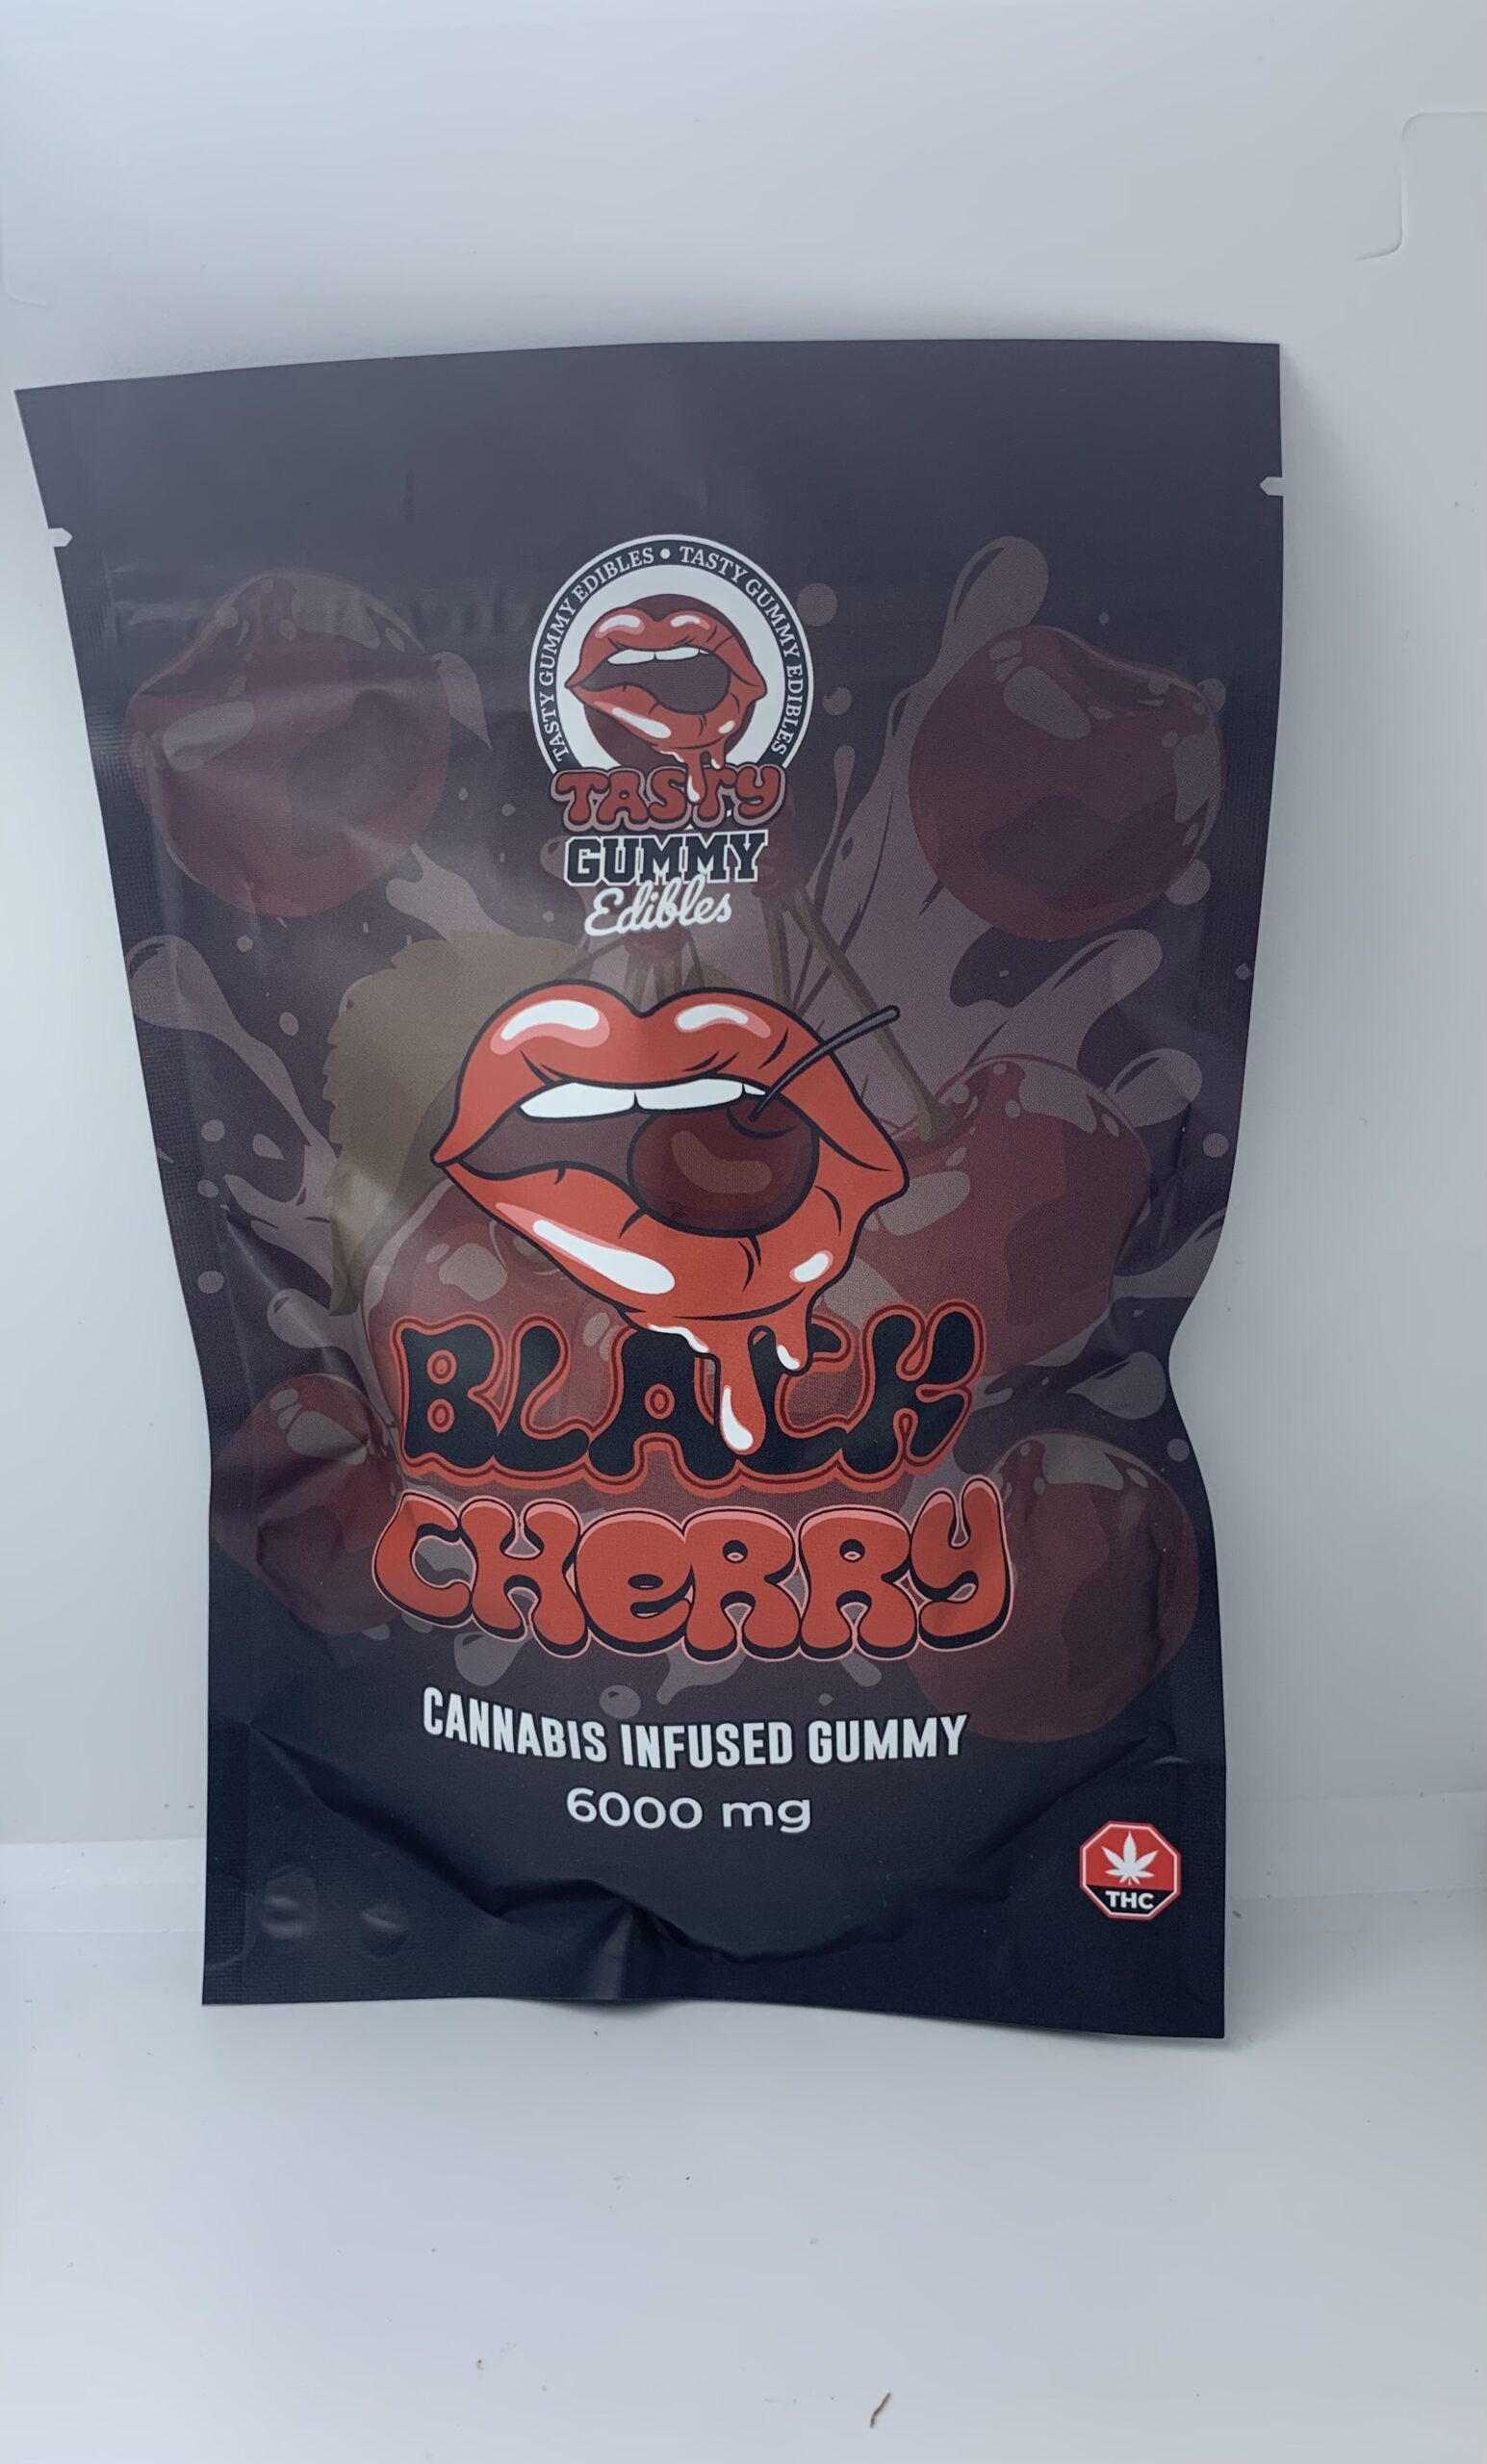 TASTY GUMMY EDIBLES • TASTY GUMMY EDIBLES
TASTY
GUMMY
Edibles
BLACK
CHERRY
CANNABIS INFUSED GUMMY
6000 mg
THC